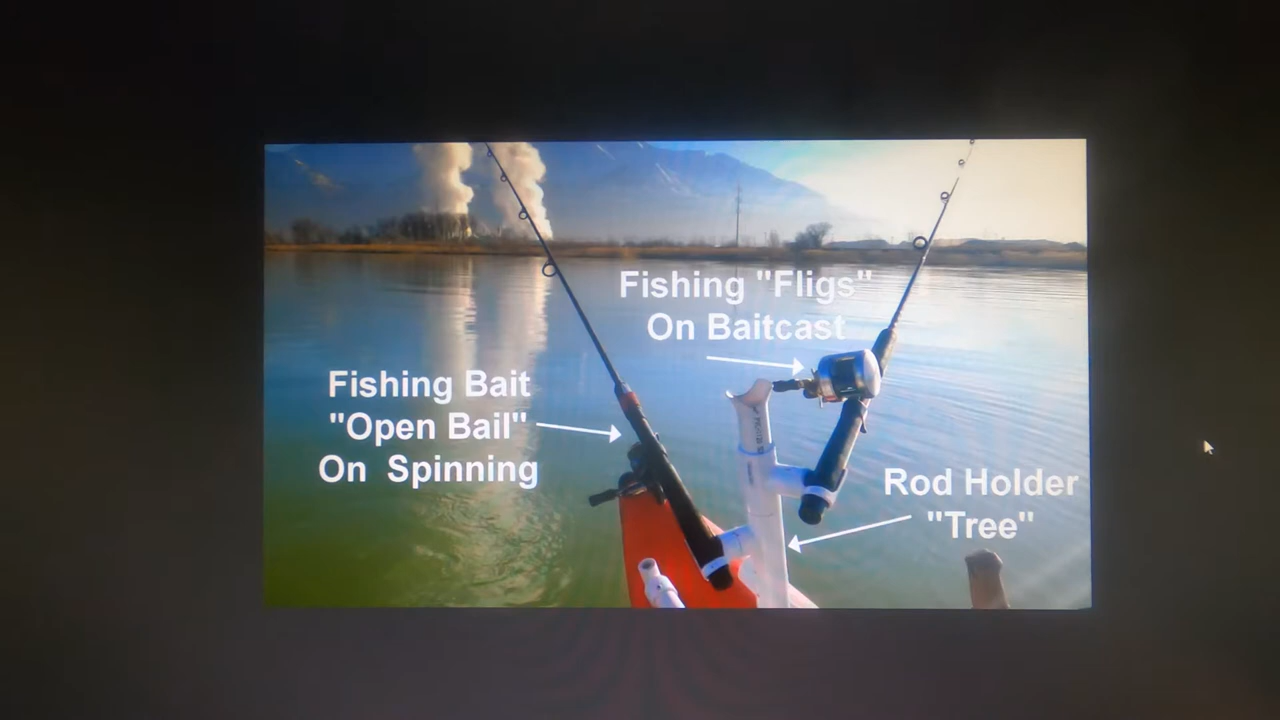 Fishing "Fligs"
On Baitcast
Fishing Bait
"Open Bail"
On Spinning
Rod Holder
"Tree"